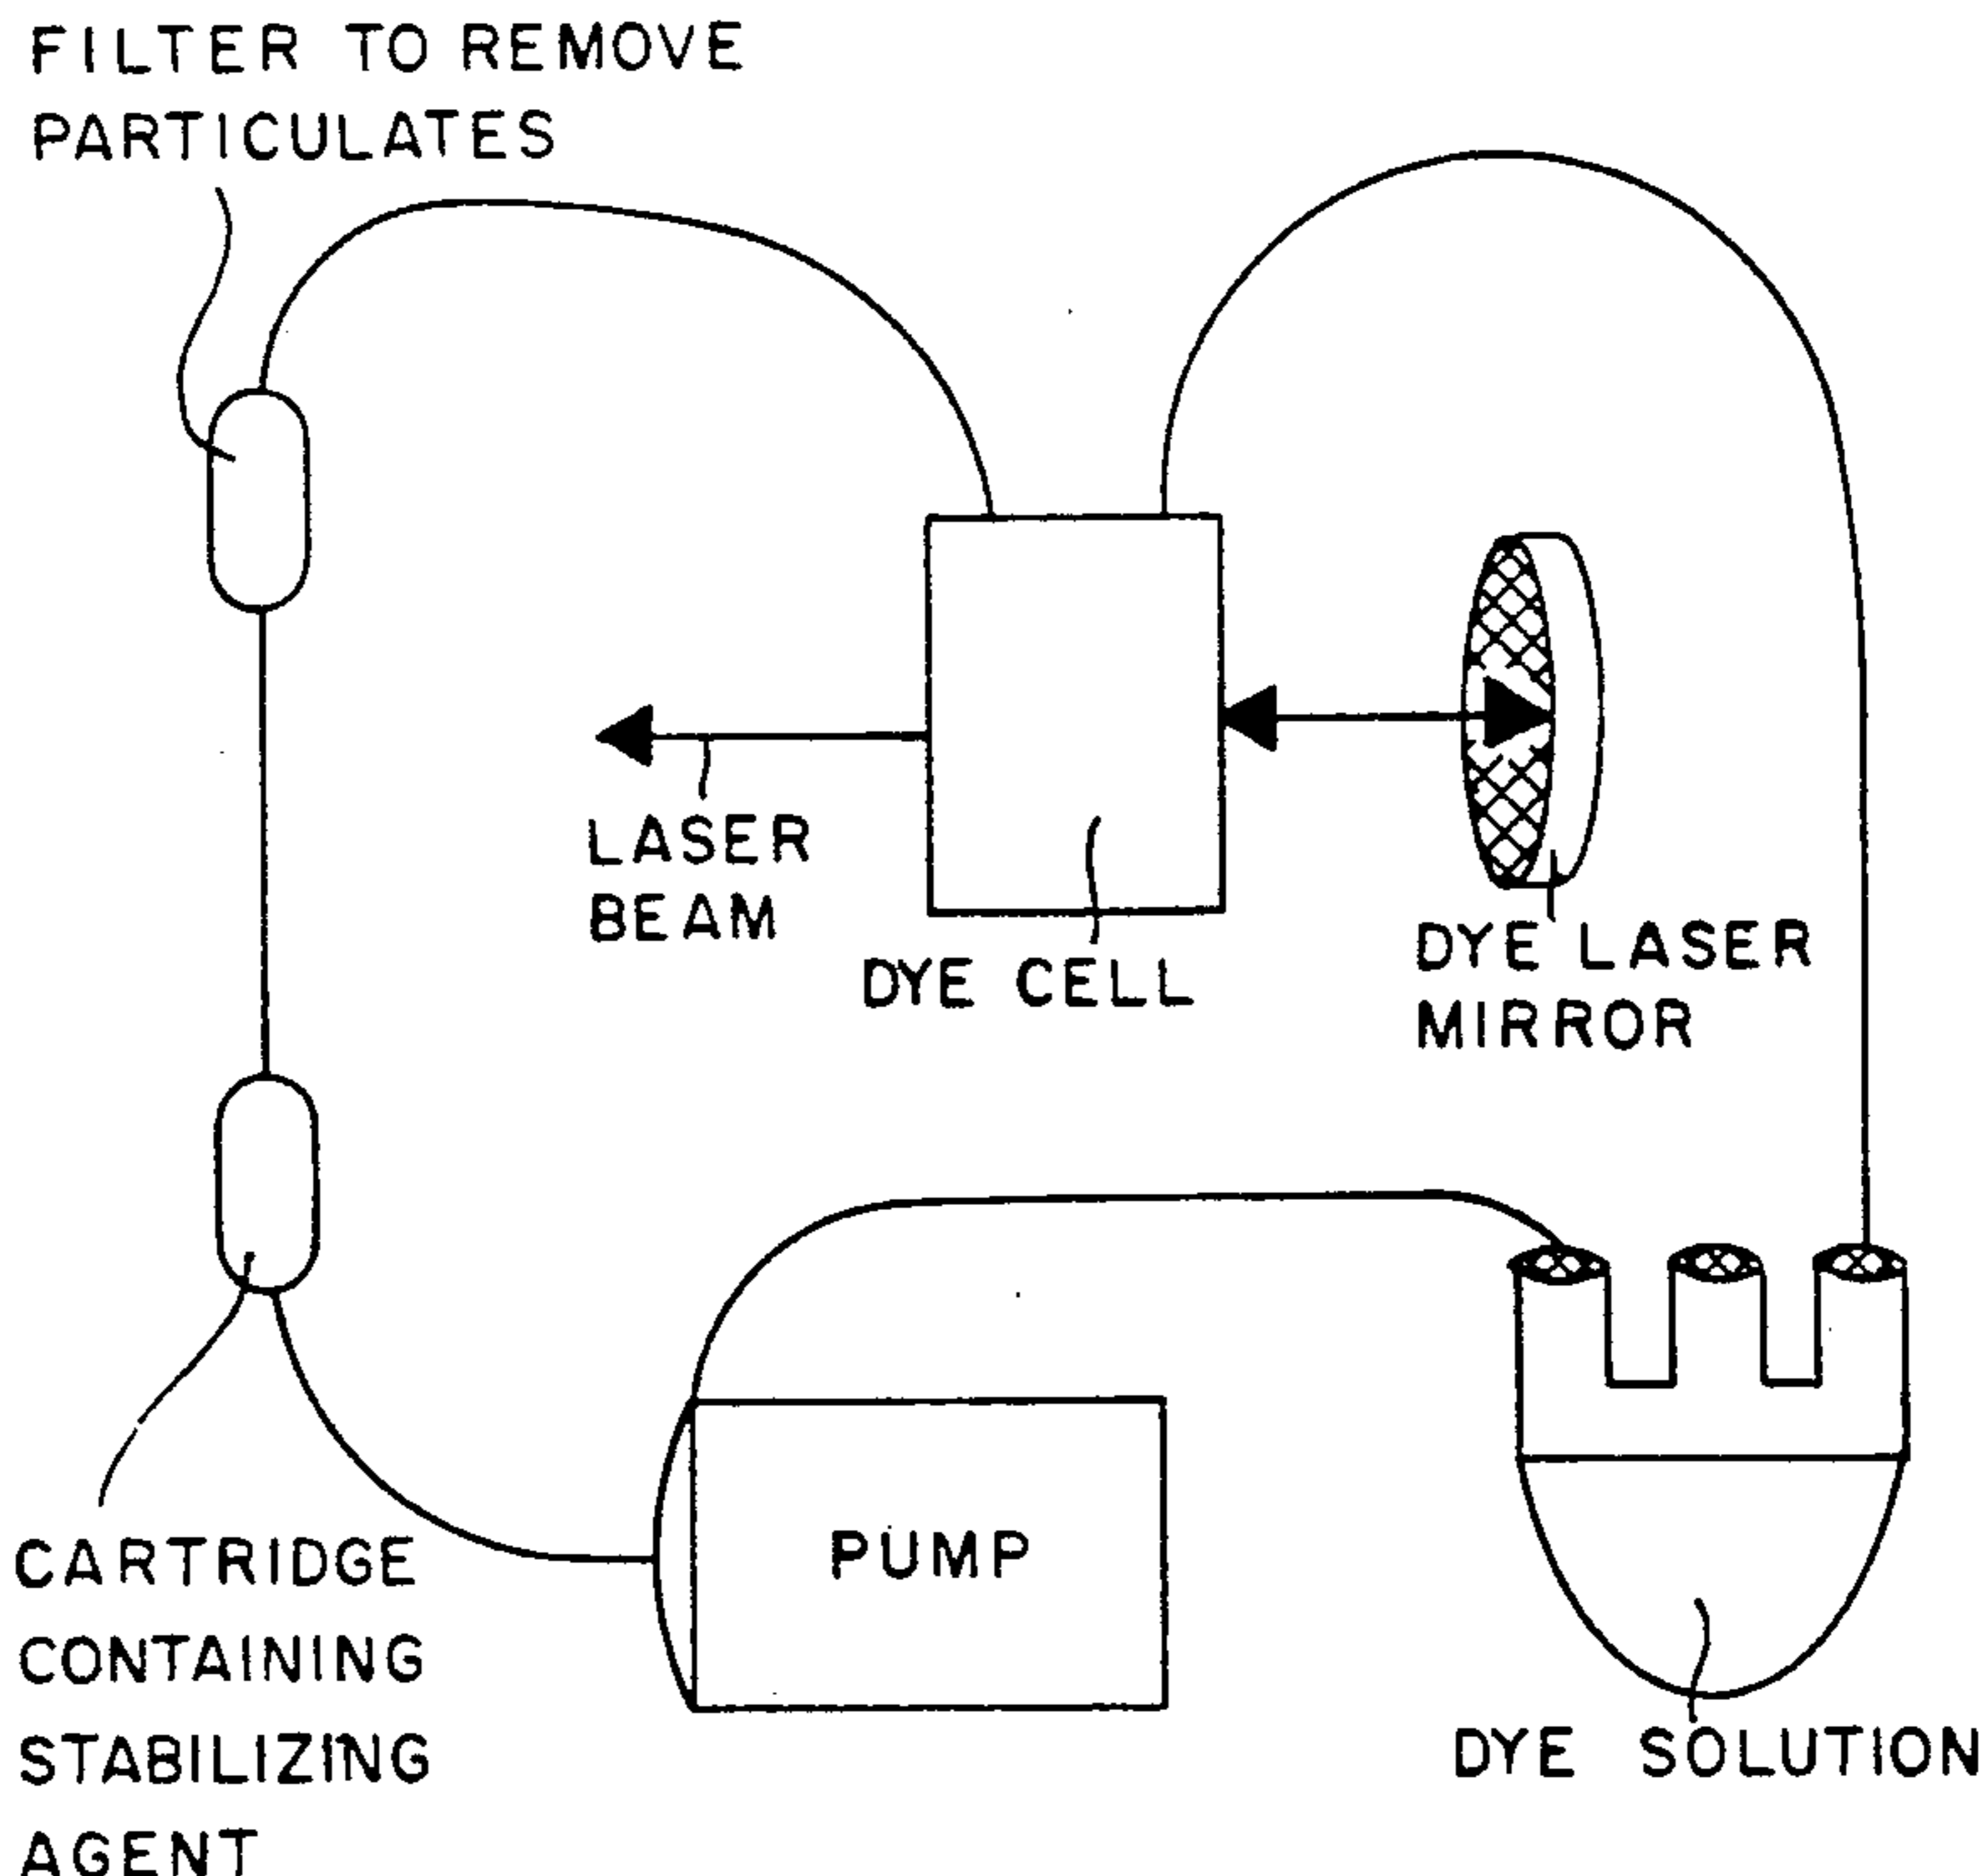 FILTER TO REMOVE
PARTICULATES
LASER
BEAM
DYE CELL
DYE LASER
MIRROR
PUMP
CARTRIDGE
CONTAINING
STABILIZING
AGENT
DYE SOLUTION